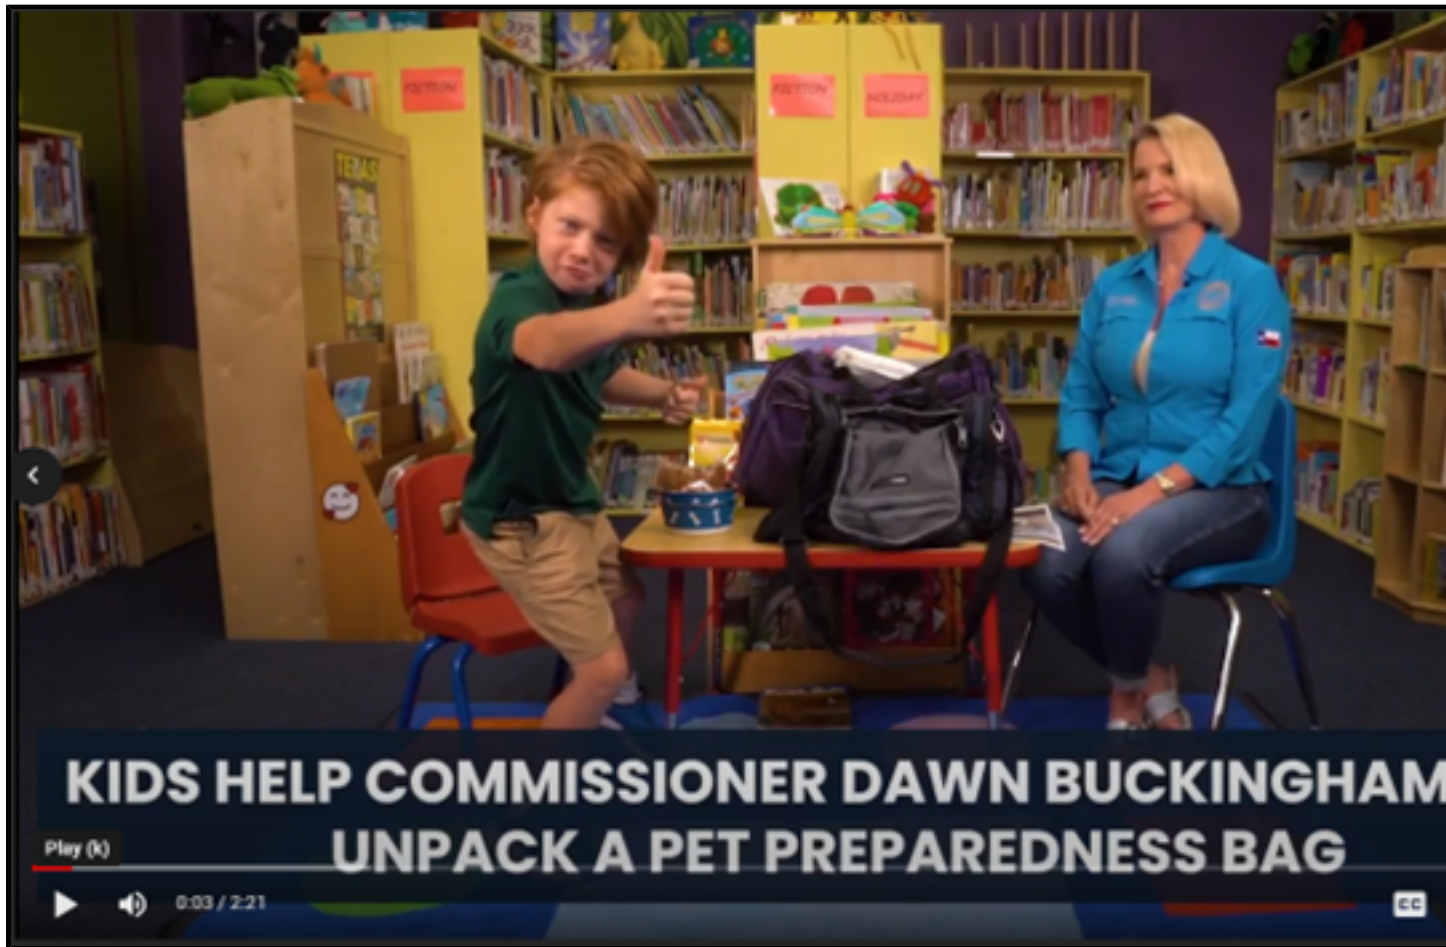 FICTION
FICTION
HOLIDAY
TEXAS
KIDS HELP COMMISSIONER DAWN BUCKINGHAM
UNPACK A PET PREPAREDNESS BAG
Play (k)
0:03 / 2:21
CC